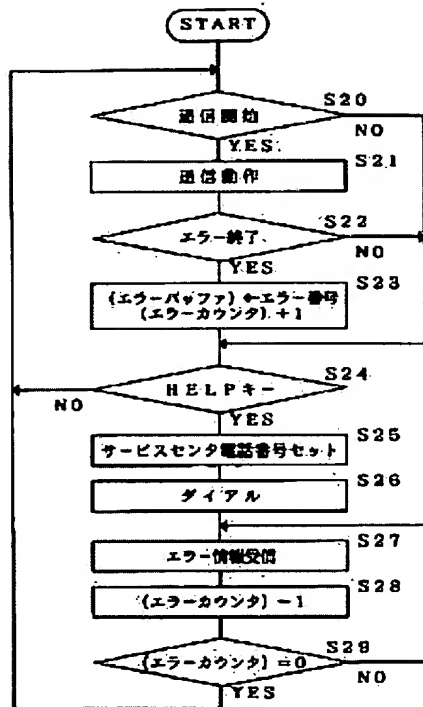 START
通信開始
S20
NO
YES
S21
通信動作
S22
エラー終了
NO
YES
S23
(エラーバッファ)←エラー番号
(エラーカウンタ)+1
S24
HELPキー
NO
YES
S25
サービスセンタ電話番号セット
S26
ダイアル
S27
エラー情報受信
S28
(エラーカウンタ)-1
S29
(エラーカウンタ)=0
NO
YES